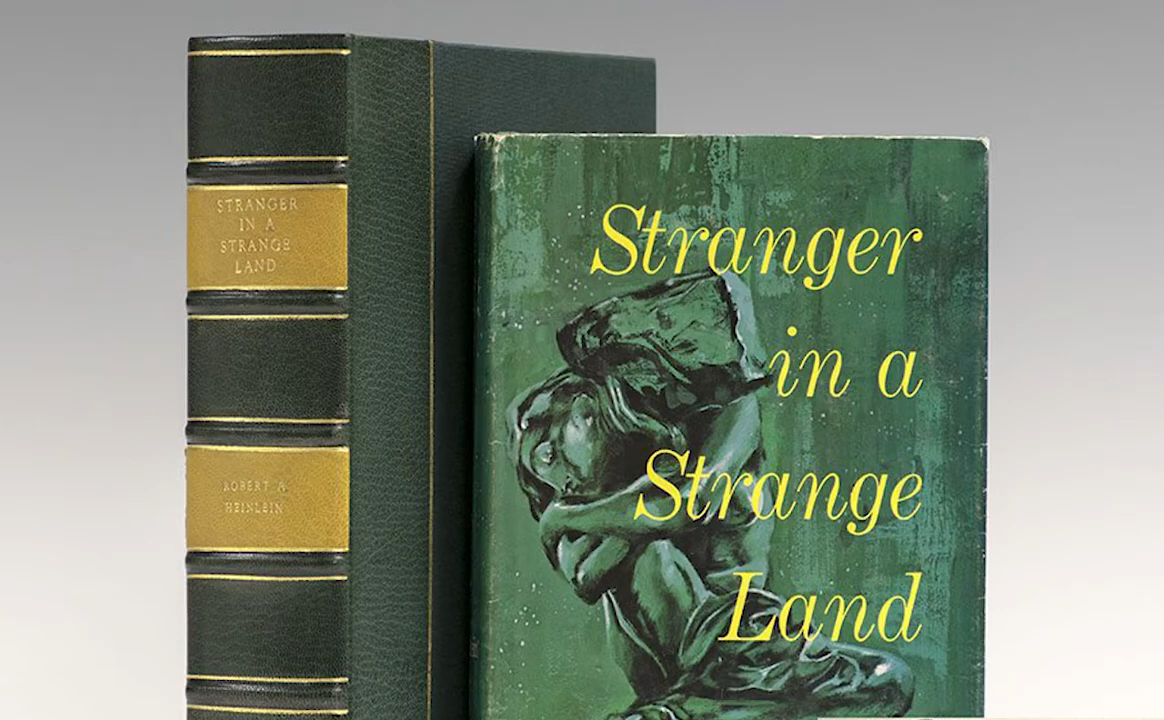 STRANGER
IN A
STRANGE
LAND
ROBERT A.
HEINLEIN
Stranger
in a
Strange
Land